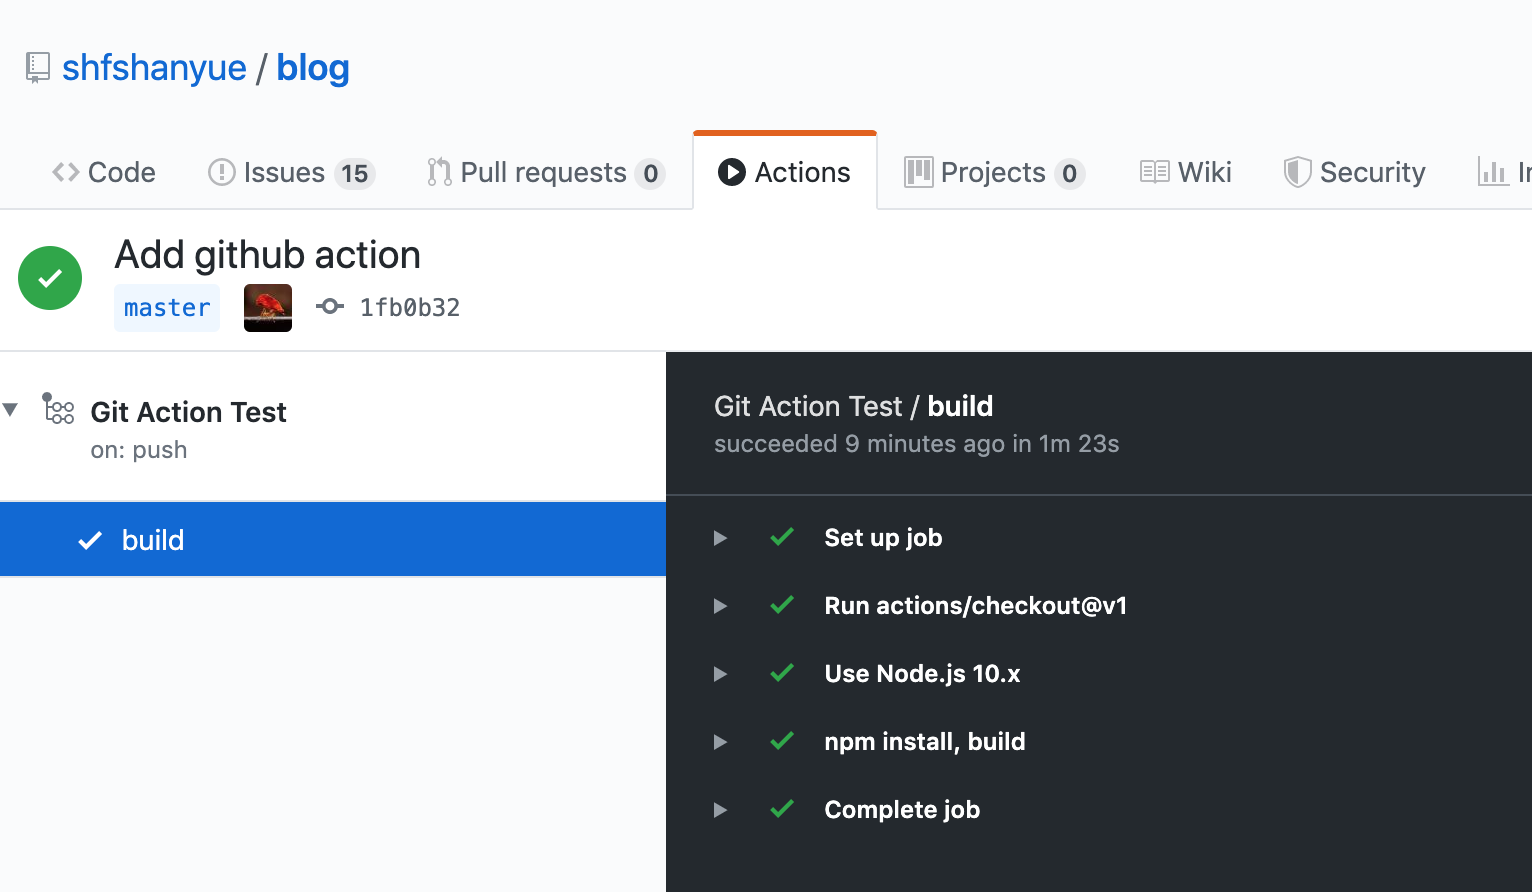 shfshanyue / blog
Code Issues 15 Pull requests 0 Actions Projects 0 Wiki Security
Add github action
master 1fb0b32
Git Action Test
on: push
build
Git Action Test / build
succeeded 9 minutes ago in 1m 23s
Set up job
Run actions/checkout@v1
Use Node.js 10.x
npm install, build
Complete job